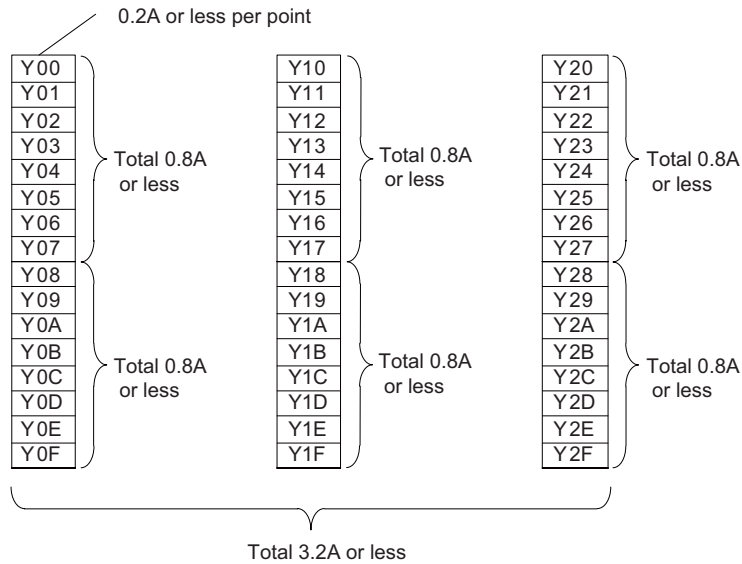 0.2A or less per point
Y00
Y01
Y02
Y03
Y04
Y05
Y06
Y07
Y08
Y09
Y0A
Y0B
Y0C
Y0D
Y0E
Y0F
Total 0.8A
or less
Total 0.8A
or less
Y10
Y11
Y12
Y13
Y14
Y15
Y16
Y17
Y18
Y19
Y1A
Y1B
Y1C
Y1D
Y1E
Y1F
Total 0.8A
or less
Total 0.8A
or less
Y20
Y21
Y22
Y23
Y24
Y25
Y26
Y27
Y28
Y29
Y2A
Y2B
Y2C
Y2D
Y2E
Y2F
Total 0.8A
or less
Total 0.8A
or less
Total 3.2A or less